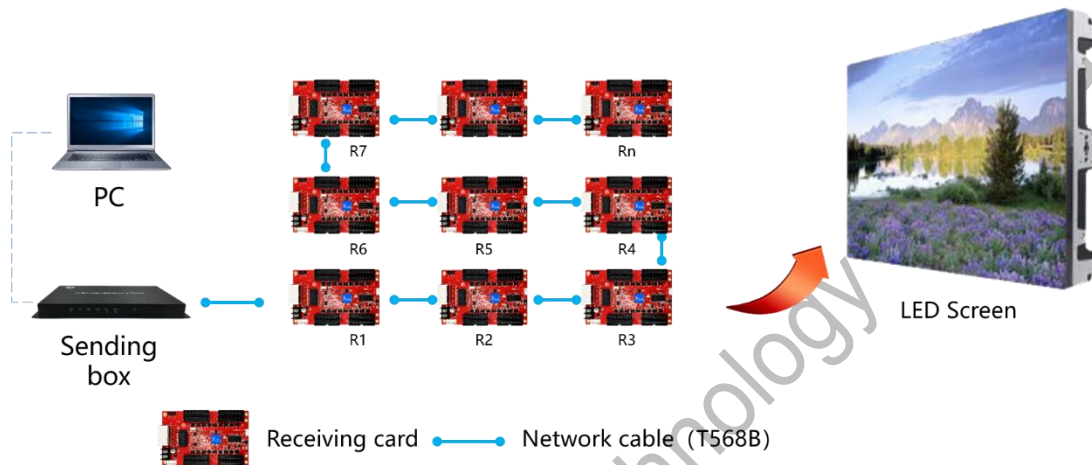 R7
Rn
PC
R6
R5
R4
LED Screen
R1
R2
R3
Sending
box
Receiving card
Network cable（T568B）